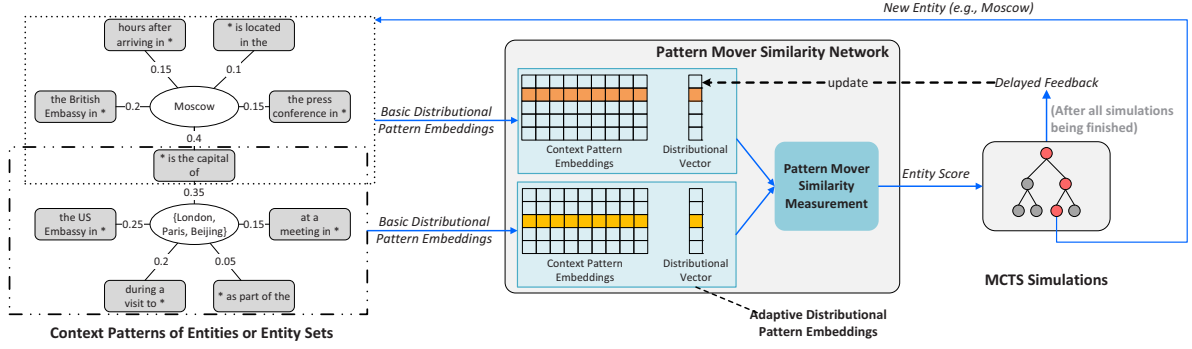 New Entity (e.g., Moscow)
hours after
arriving in *
* is located
in the
0.15
0.1
the British
Embassy in *
0.2
Moscow
0.15
the press
conference in *
0.4
* is the capital
of
0.35
the US
Embassy in *
0.25
{London,
Paris, Beijing}
0.15
at a
meeting in *
0.2
0.05
during a
visit to *
* as part of the
Context Patterns of Entities or Entity Sets
Basic Distributional
Pattern Embeddings
Basic Distributional
Pattern Embeddings
Pattern Mover Similarity Network
Context Pattern
Embeddings
Distributional
Vector
Context Pattern
Embeddings
Distributional
Vector
Pattern Mover
Similarity
Measurement
Adaptive Distributional
Pattern Embeddings
update
Delayed Feedback
(After all simulations
being finished)
Entity Score
MCTS Simulations